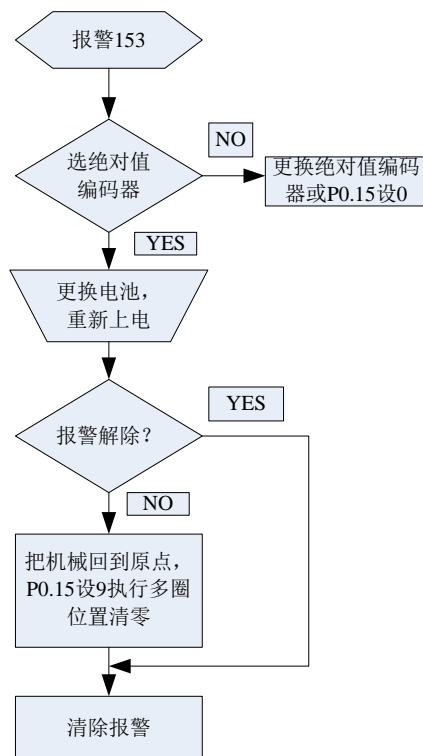 报警153
选绝对值
编码器
NO
更换绝对值编码
器或P0.15设0
YES
更换电池，
重新上电
报警解除？
YES
NO
把机械回到原点，
P0.15设9执行多圈
位置清零
清除报警